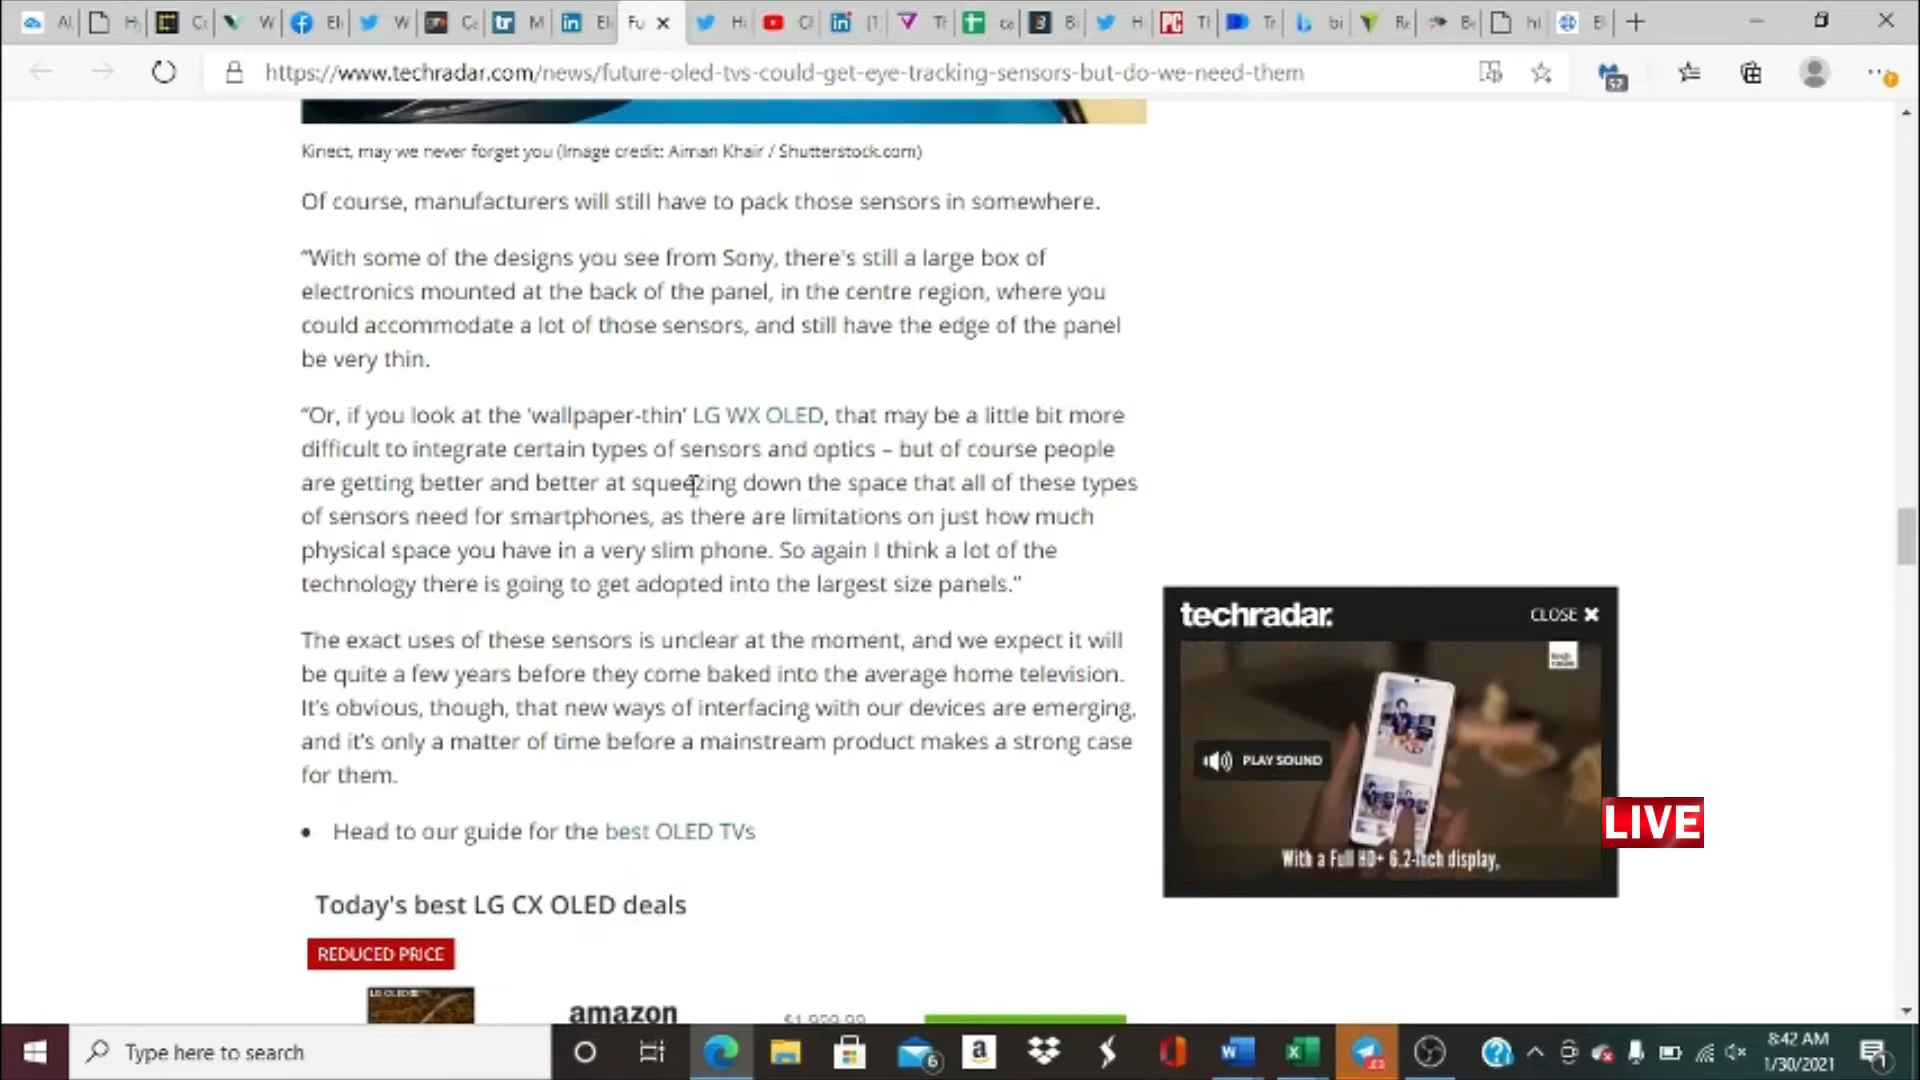 https://www.techradar.com/news/future-oled-tvs-could-get-eye-tracking-sensors-but-do-we-need-them
52
Kinect, may we never forget you (Image credit: Aiman Khair / Shutterstock.com)
Of course, manufacturers will still have to pack those sensors in somewhere.
“With some of the designs you see from Sony, there's still a large box of
electronics mounted at the back of the panel, in the centre region, where you
could accommodate a lot of those sensors, and still have the edge of the panel
be very thin.
“Or, if you look at the ‘wallpaper-thin’ LG WX OLED, that may be a little bit more
difficult to integrate certain types of sensors and optics – but of course people
are getting better and better at squeezing down the space that all of these types
of sensors need for smartphones, as there are limitations on just how much
physical space you have in a very slim phone. So again I think a lot of the
technology there is going to get adopted into the largest size panels.”
The exact uses of these sensors is unclear at the moment, and we expect it will
be quite a few years before they come baked into the average home television.
It’s obvious, though, that new ways of interfacing with our devices are emerging,
and it’s only a matter of time before a mainstream product makes a strong case
for them.
• Head to our guide for the best OLED TVs
Today's best LG CX OLED deals
REDUCED PRICE
amazon
$1,999.99
techradar.
CLOSE X
PLAY SOUND
With a Full HD+ 6.2-inch display,
LIVE
Type here to search
6
8:42 AM
1/30/2021
1